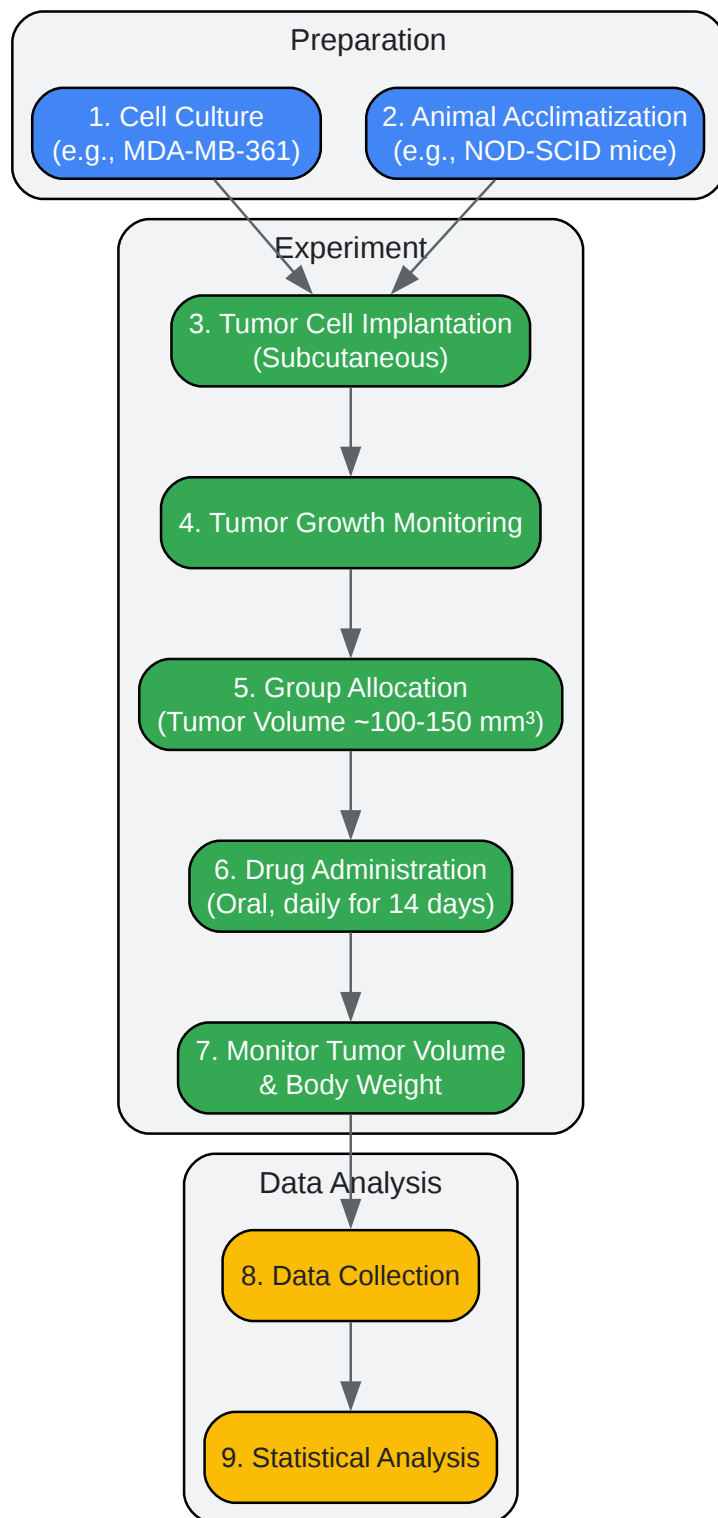 Preparation
1. Cell Culture
(e.g., MDA-MB-361)
2. Animal Acclimatization
(e.g., NOD-SCID mice)
Experiment
3. Tumor Cell Implantation
(Subcutaneous)
4. Tumor Growth Monitoring
5. Group Allocation
(Tumor Volume ~100-150 mm³)
6. Drug Administration
(Oral, daily for 14 days)
7. Monitor Tumor Volume
& Body Weight
Data Analysis
8. Data Collection
9. Statistical Analysis